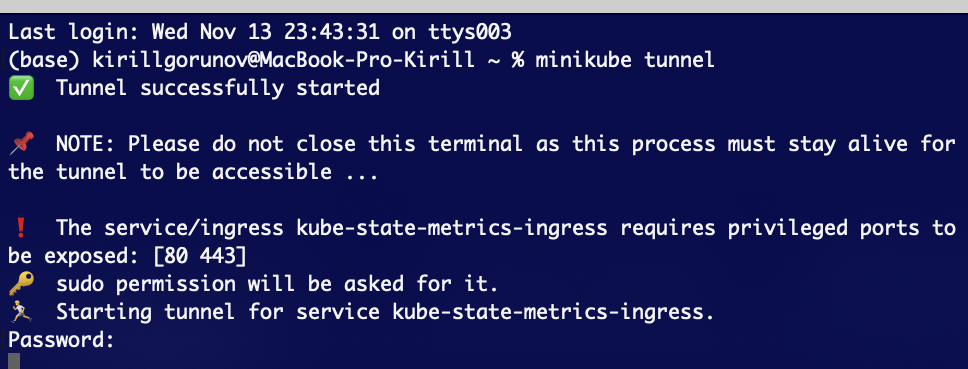 Last login: Wed Nov 13 23:43:31 on ttys003
(base) kirillgorunov@MacBook-Pro-Kirill ~ % minikube tunnel
✅  Tunnel successfully started
📌  NOTE: Please do not close this terminal as this process must stay alive for
the tunnel to be accessible ...
❗  The service/ingress kube-state-metrics-ingress requires privileged ports to
be exposed: [80 443]
🔑  sudo permission will be asked for it.
🏃  Starting tunnel for service kube-state-metrics-ingress.
Password: